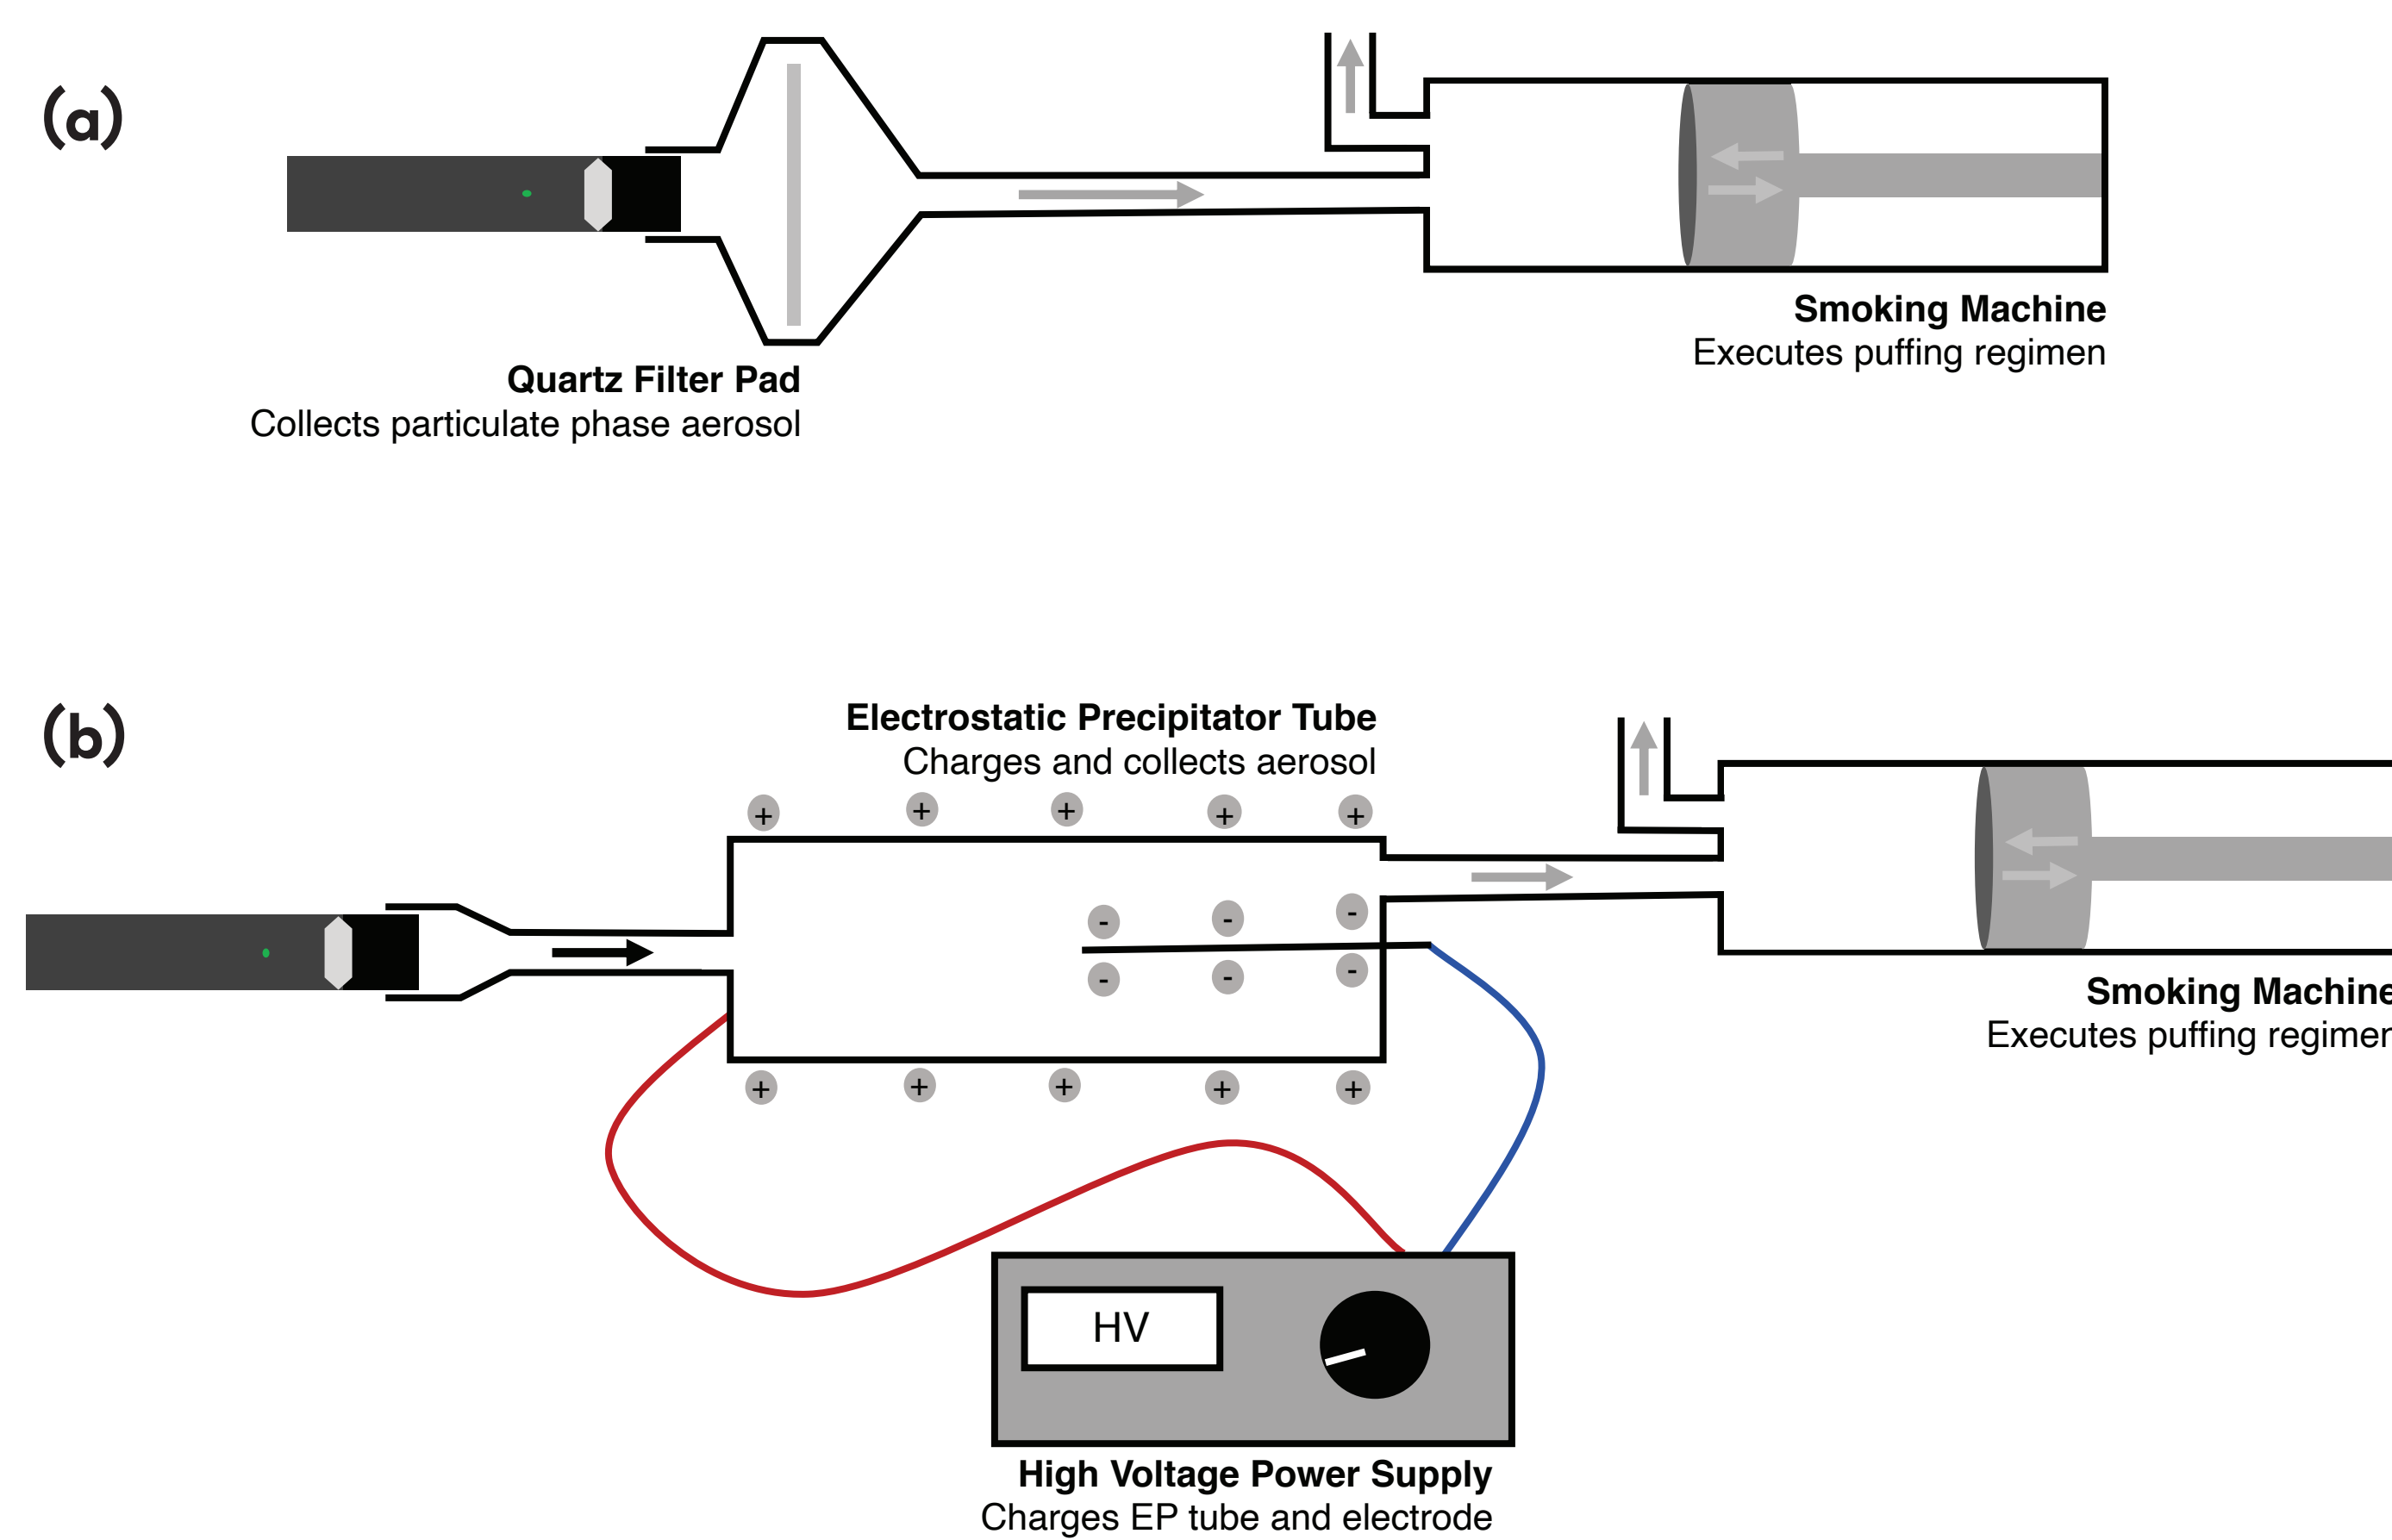 (a)
Smoking Machine
Executes puffing regimen
Quartz Filter Pad
Collects particulate phase aerosol
(b)
Electrostatic Precipitator Tube
Charges and collects aerosol
+ + + + +
- - -
- - -
Smoking Machine
Executes puffing regimen
+ + + + +
HV
High Voltage Power Supply
Charges EP tube and electrode